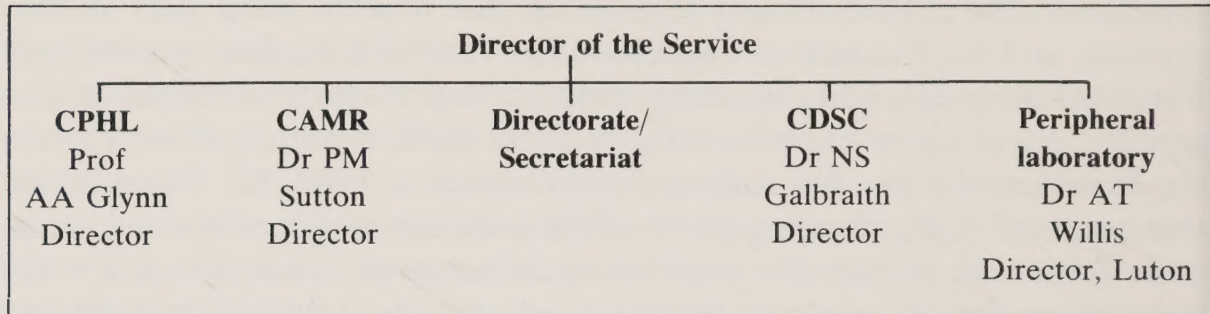 Director of the Service
CPHL
Prof
AA Glynn
Director
CAMR
Dr PM
Sutton
Director
Directorate/
Secretariat
CDSC
Dr NS
Galbraith
Director
Peripheral
laboratory
Dr AT
Willis
Director, Luton